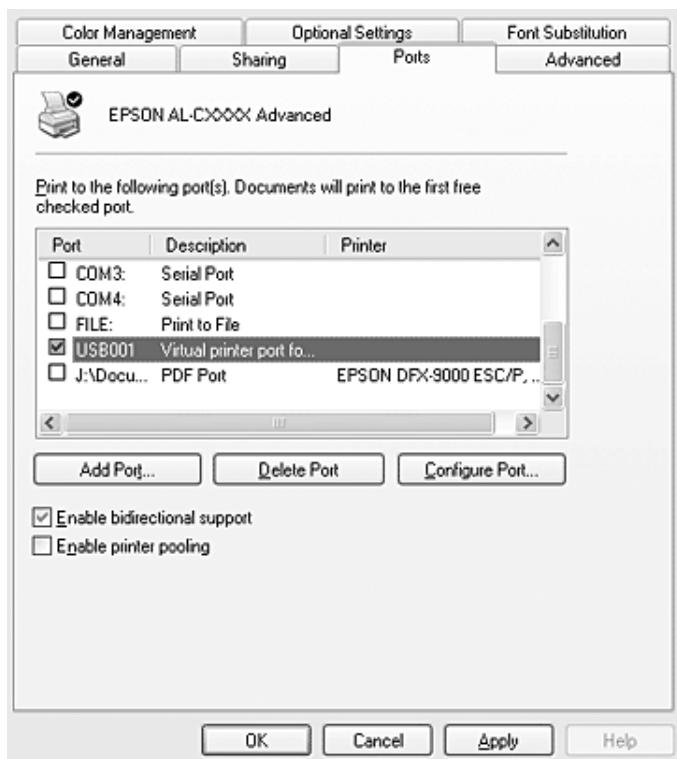 Color Management Optional Settings Font Substitution
General Sharing Ports Advanced
EPSON AL-CXXXX Advanced
Print to the following port(s). Documents will print to the first free
checked port.
Port Description Printer
COM3: Serial Port
COM4: Serial Port
FILE: Print to File
USB001 Virtual printer port fo...
J:\Docu... PDF Port EPSON DFX-9000 ESC/P, ..
Add Port... Delete Port Configure Port...
Enable bidirectional support
Enable printer pooling
OK Cancel Apply Help